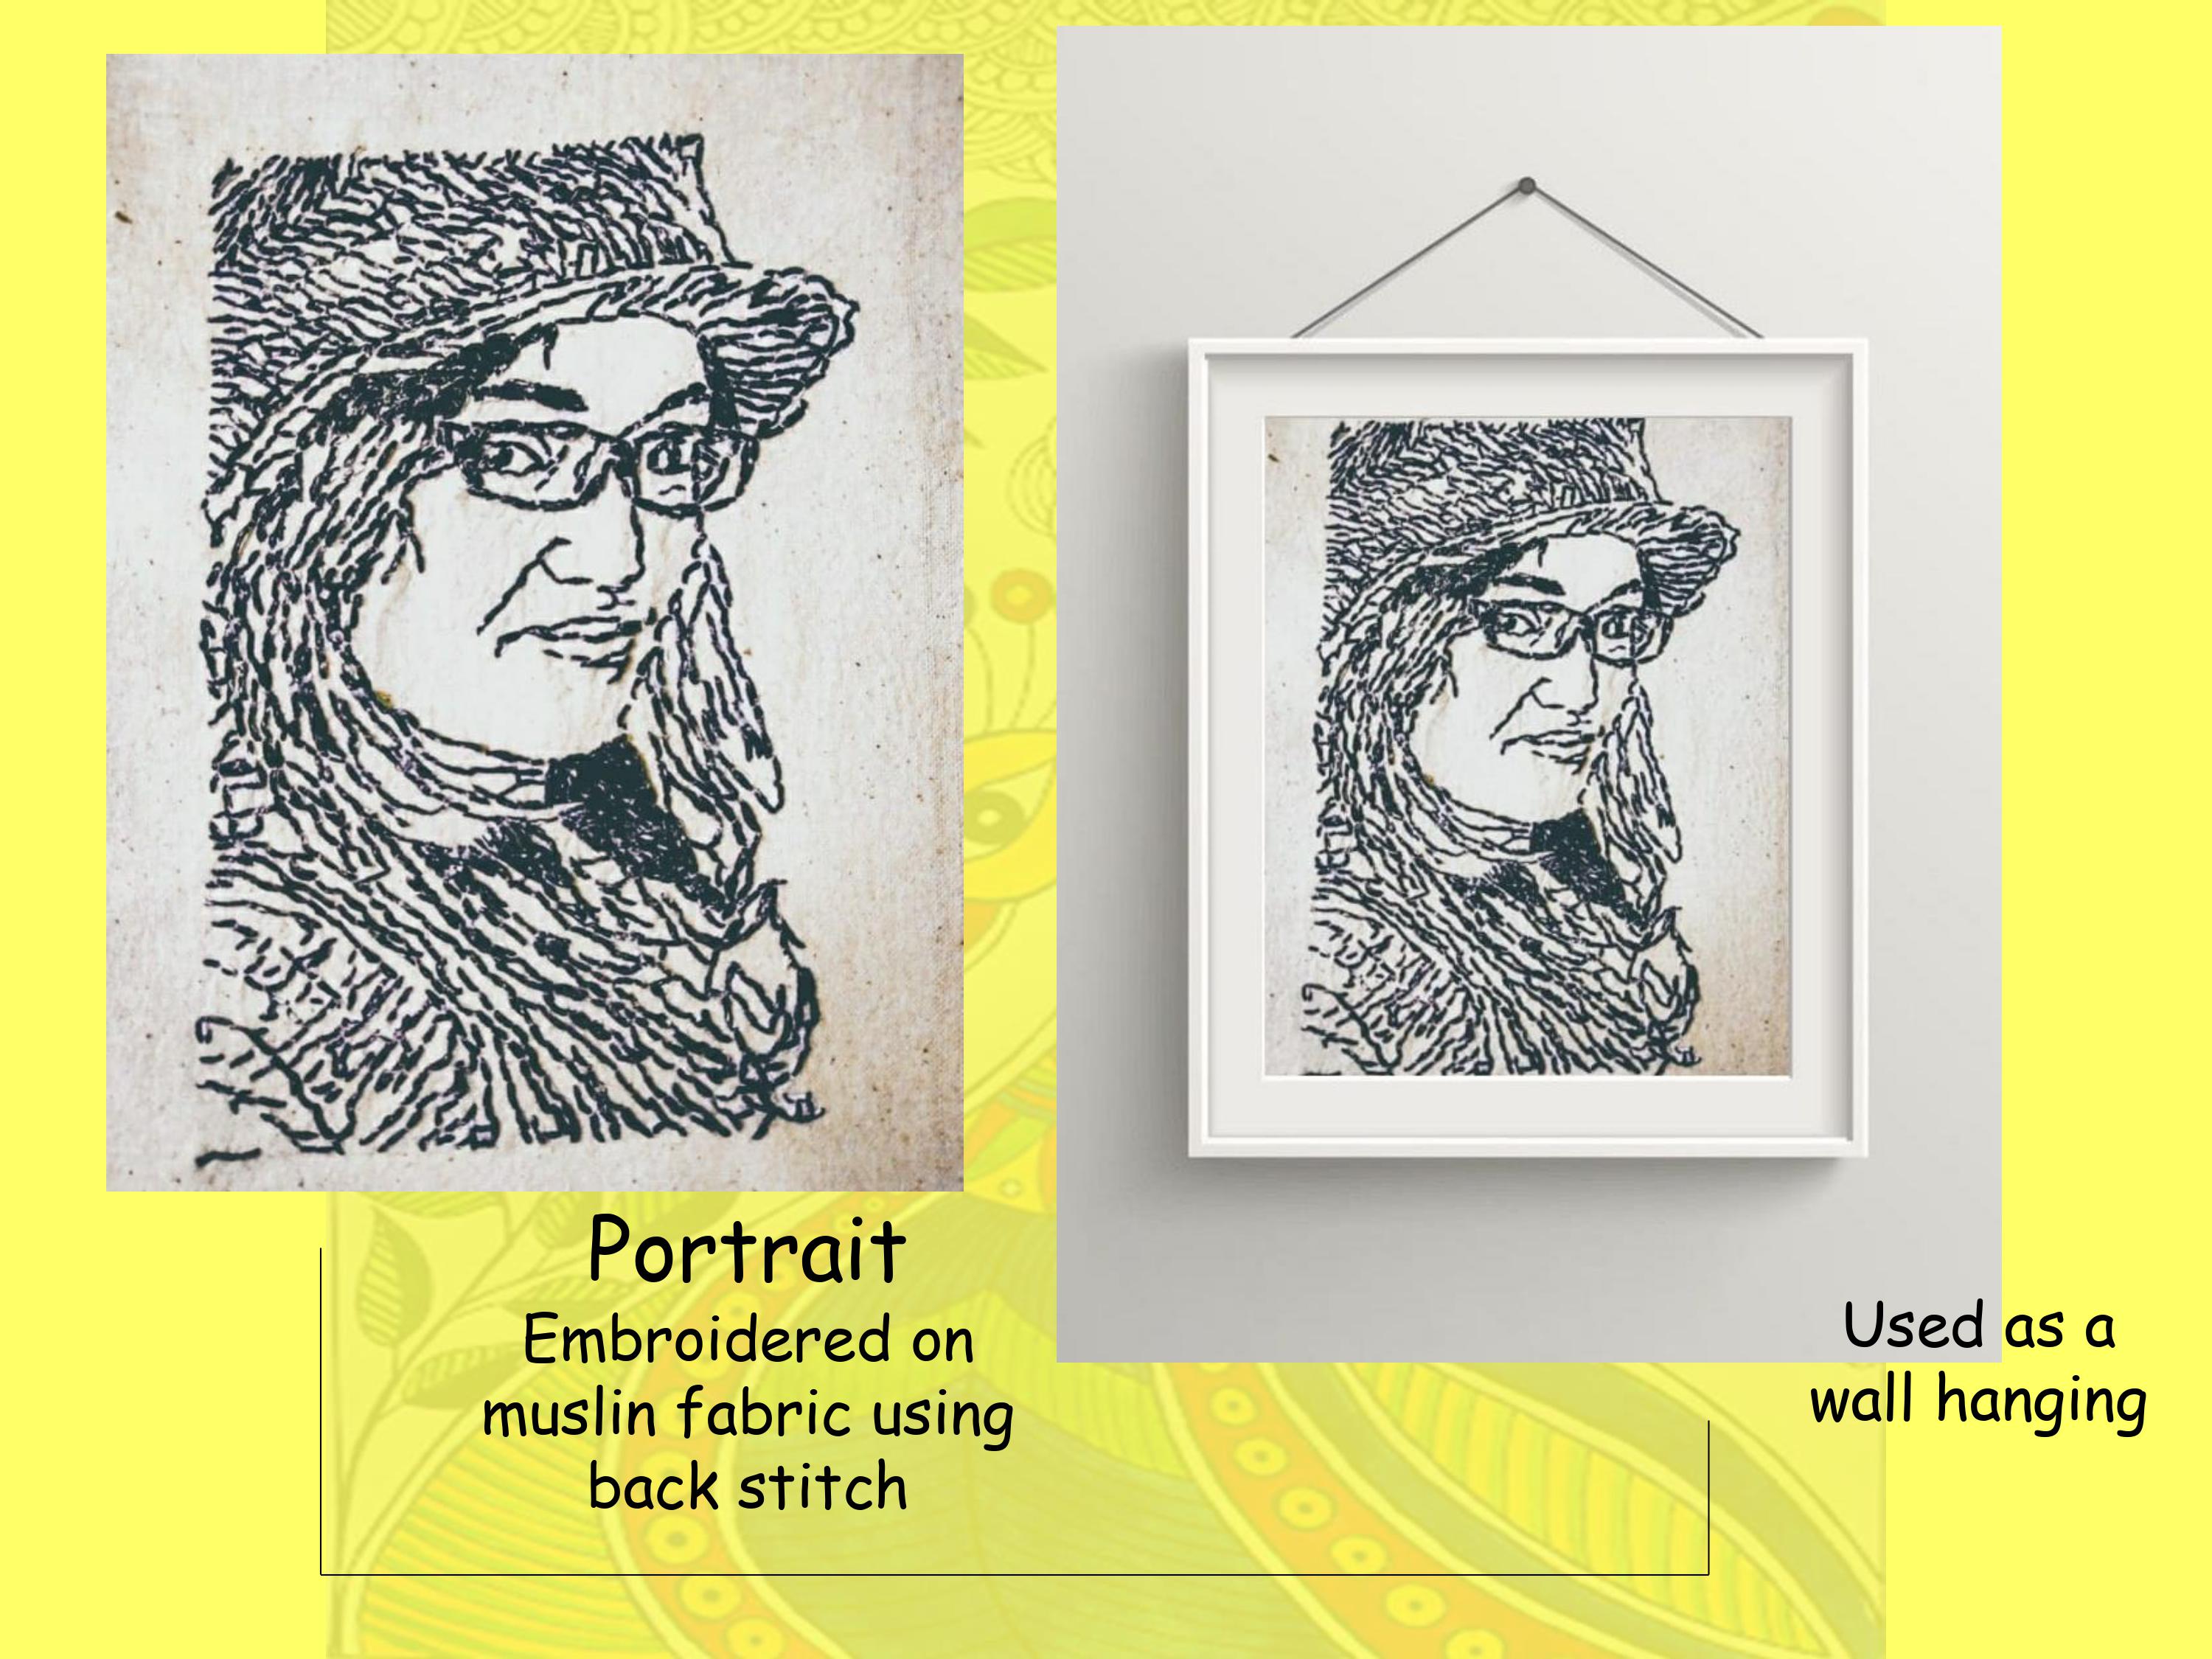 Portrait
Embroidered on
muslin fabric using
back stitch
Used as a
wall hanging